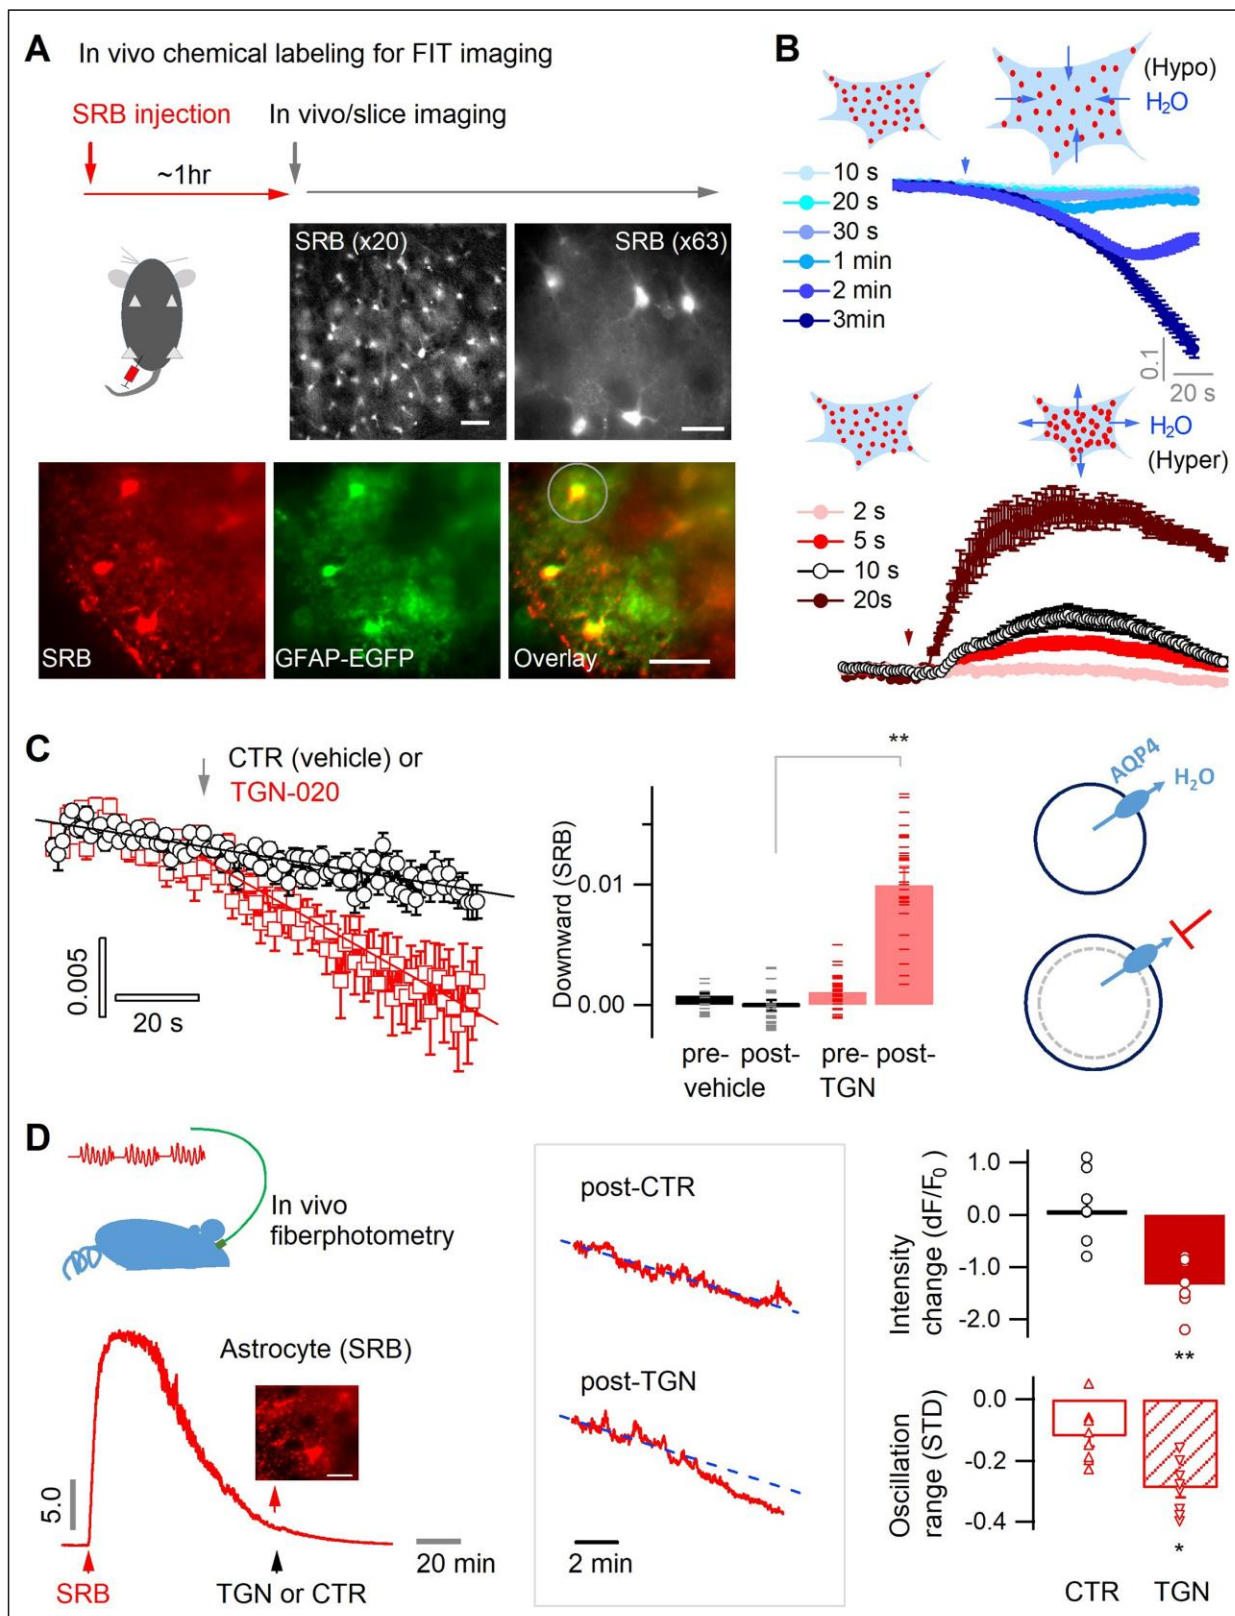 A In vivo chemical labeling for FIT imaging
SRB injection
In vivo/slice imaging
~1hr
SRB (x20)
SRB (x63)
SRB
GFAP-EGFP
Overlay
B
(Hypo)
H₂O
10 s
20 s
30 s
1 min
2 min
3min
0.1
20 s
H₂O
(Hyper)
2 s
5 s
10 s
20s
C
CTR (vehicle) or
TGN-020
0.005
20 s
Downward (SRB)
0.01
0.00
**
pre- post-
vehicle
pre- post-
TGN
AQP4
H₂O
D
In vivo
fiberphotometry
Astrocyte (SRB)
5.0
20 min
SRB
TGN or CTR
post-CTR
post-TGN
2 min
Intensity
change (dF/F₀)
1.0
0.0
-1.0
-2.0
**
Oscillation
range (STD)
0.0
-0.2
-0.4
*
CTR TGN